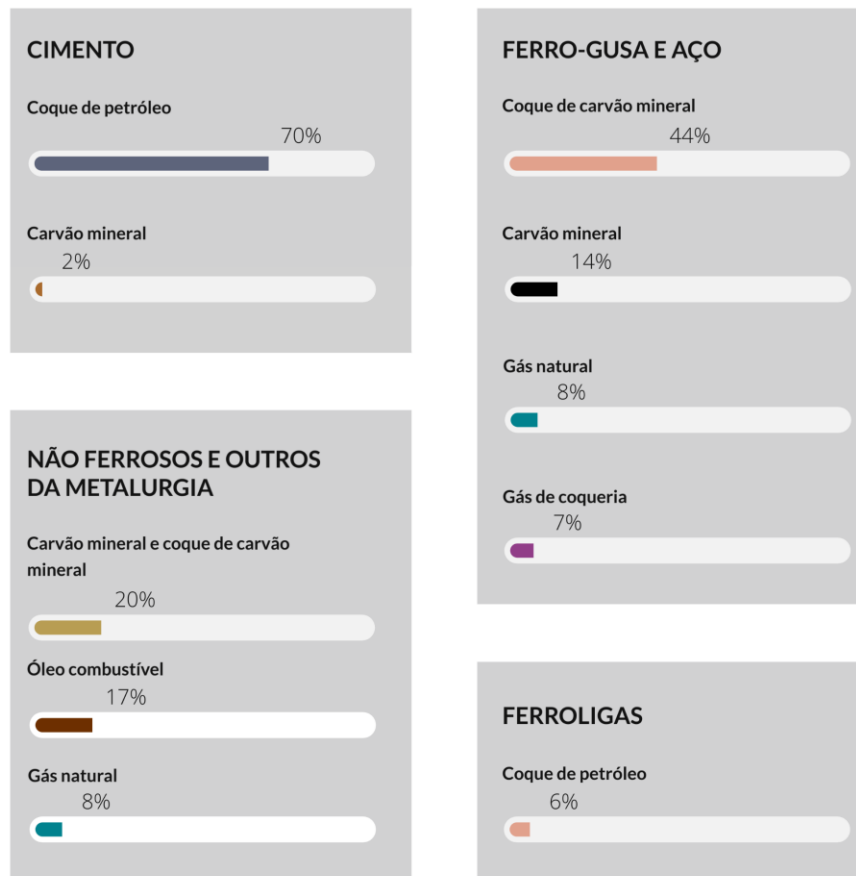 CIMENTO
Coque de petróleo
70%
Carvão mineral
2%
NÃO FERROSOS E OUTROS
DA METALURGIA
Carvão mineral e coque de carvão
mineral
20%
Óleo combustível
17%
Gás natural
8%
FERRO-GUSA E AÇO
Coque de carvão mineral
44%
Carvão mineral
14%
Gás natural
8%
Gás de coqueria
7%
FERROLIGAS
Coque de petróleo
6%